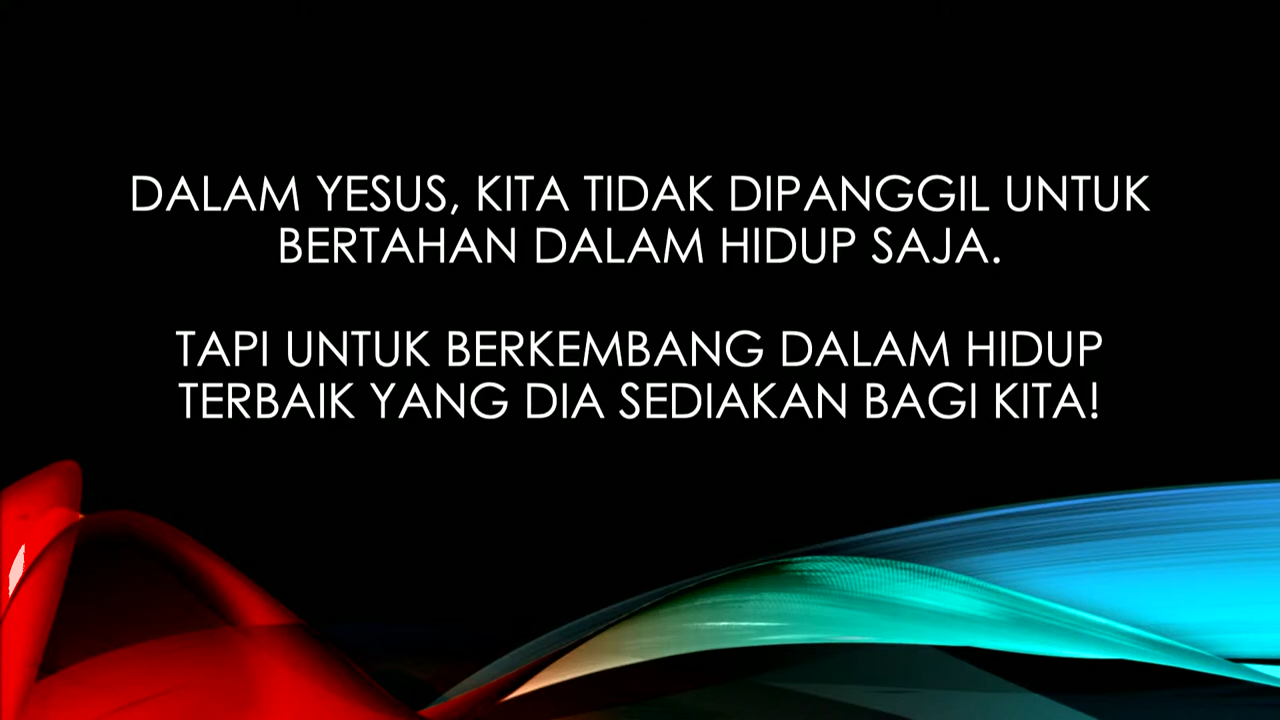 DALAM YESUS, KITA TIDAK DIPANGGIL UNTUK
BERTAHAN DALAM HIDUP SAJA.
TAPI UNTUK BERKEMBANG DALAM HIDUP
TERBAIK YANG DIA SEDIAKAN BAGI KITA!